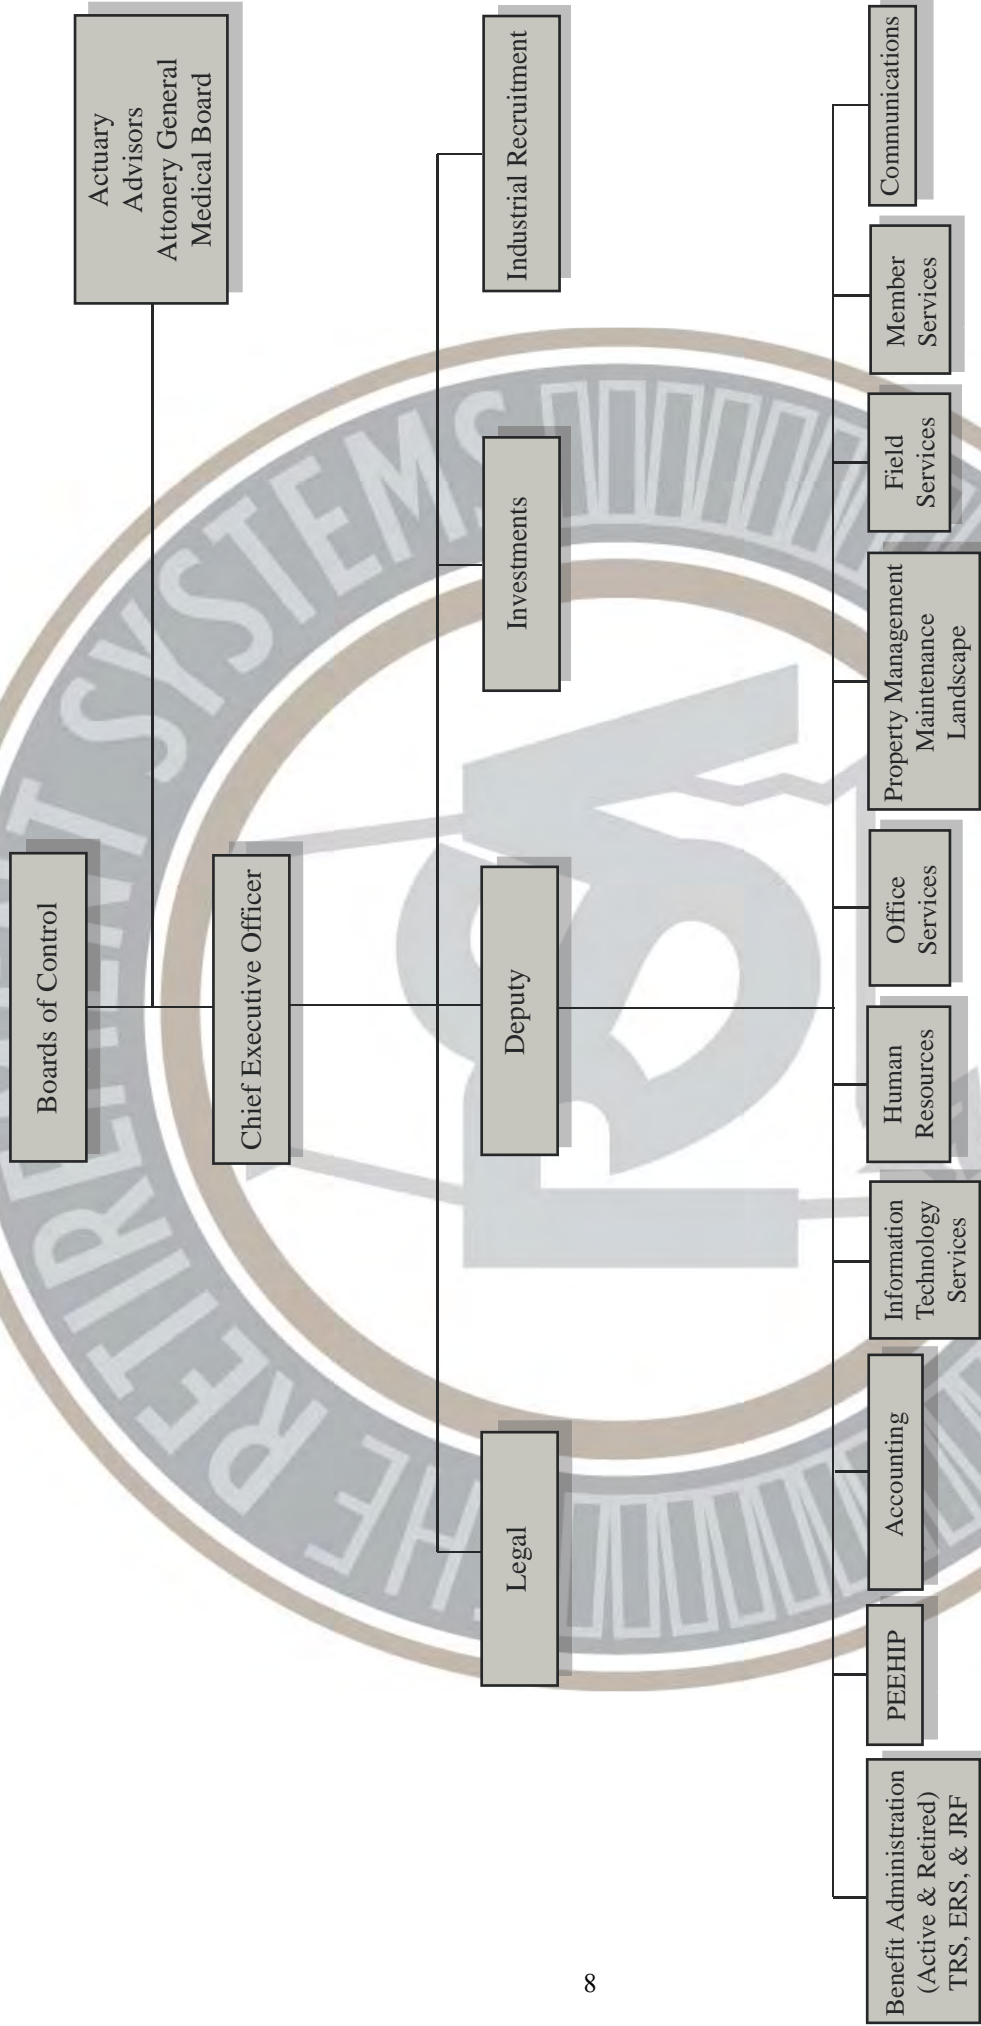 Boards of Control
Actuary
Advisors
Attonery General
Medical Board
Chief Executive Officer
Legal
Deputy
Investments
Industrial Recruitment
Benefit Administration
(Active & Retired)
TRS, ERS, & JRF
PEEHIP
Accounting
Information
Technology
Services
Human
Resources
Office
Services
Property Management
Maintenance
Landscape
Field
Services
Member
Services
Communications
THE RETIREMENT SYSTEMS
RSA
8